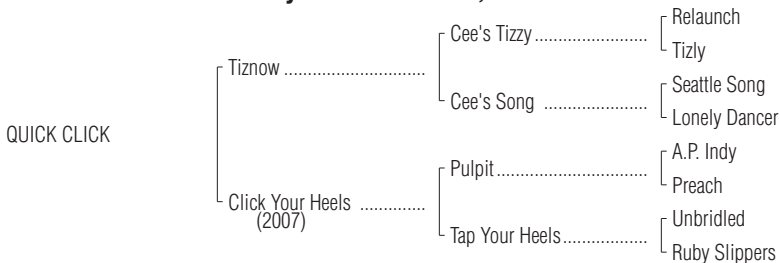 Relaunch
Cee's Tizzy
Tizly
Tiznow
Seattle Song
Cee's Song
Lonely Dancer
QUICK CLICK
A.P. Indy
Pulpit
Preach
Click Your Heels
(2007)
Unbridled
Tap Your Heels
Ruby Slippers